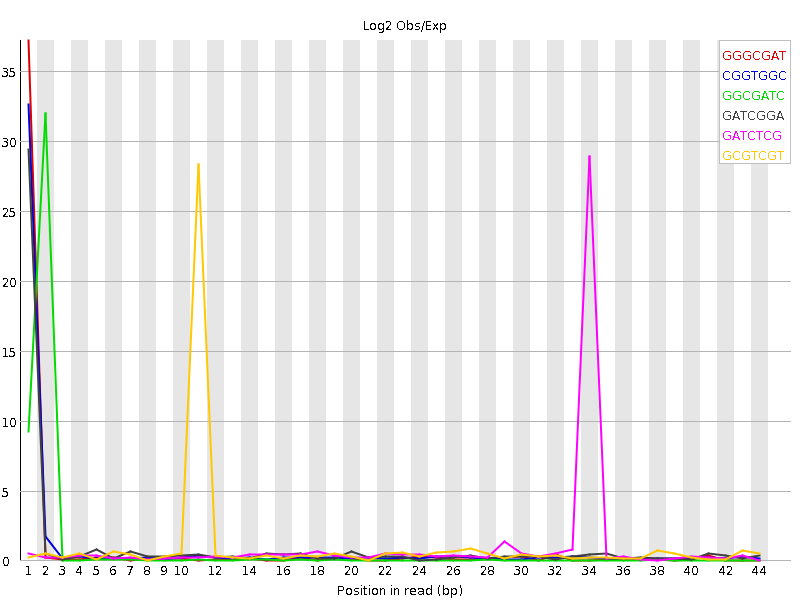 Log2 Obs/Exp
GGGCGAT
CGGTGGC
GGCGATC
GATCGGA
GATCTCG
GCGTCGT
35
30
25
20
15
10
5
0
1 2 3 4 5 6 7 8 9 10 12 14 16 18 20 22 24 26 28 30 32 34 36 38 40 42 44
Position in read (bp)